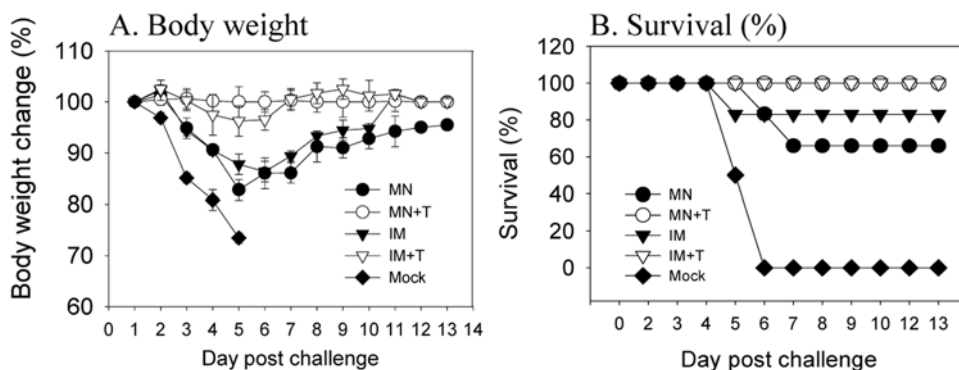 A. Body weight
Body weight change (%)
110
100
90
80
70
60
MN
MN+T
IM
IM+T
Mock
0 1 2 3 4 5 6 7 8 9 10 11 12 13 14
Day post challenge
B. Survival (%)
Survival (%)
120
100
80
60
40
20
0
MN
MN+T
IM
IM+T
Mock
0 2 3 4 5 6 7 8 9 10 11 12 13
Day post challenge